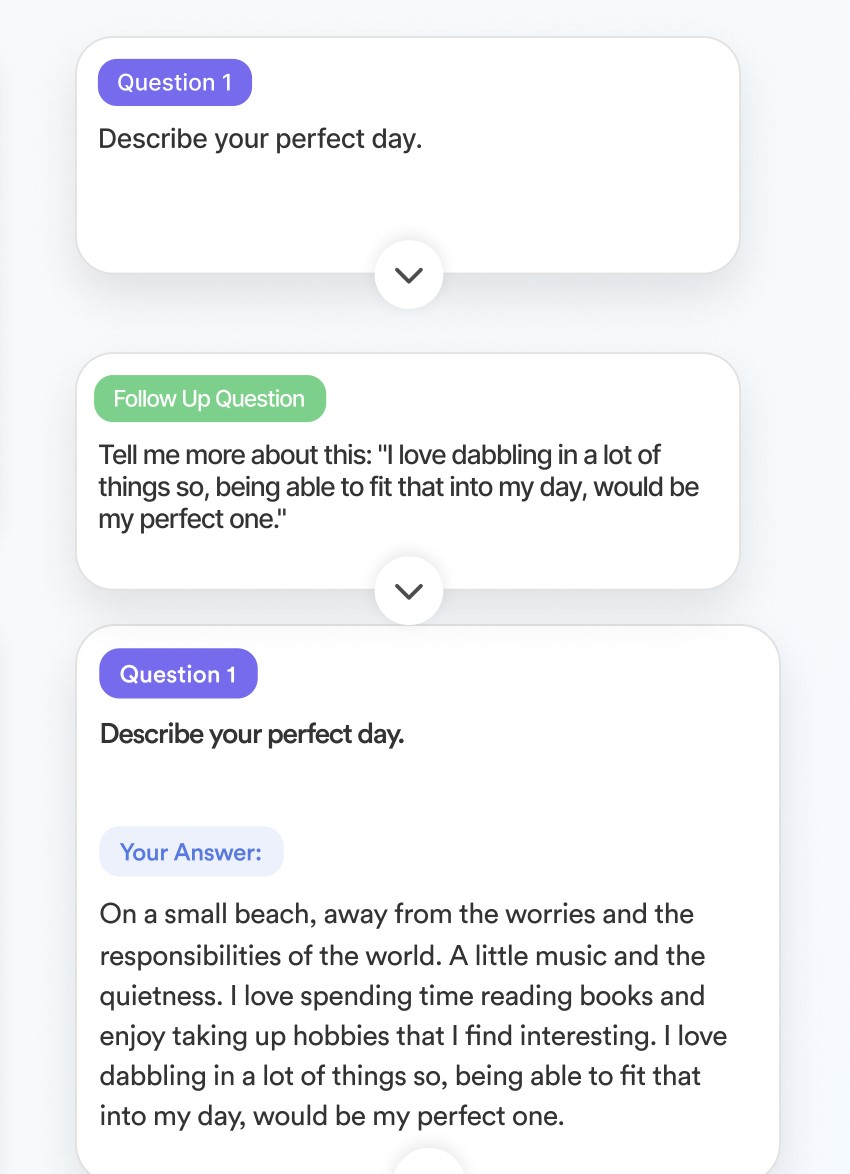 Question 1
Describe your perfect day.
Follow Up Question
Tell me more about this: "I love dabbling in a lot of
things so, being able to fit that into my day, would be
my perfect one."
Question 1
Describe your perfect day.
Your Answer:
On a small beach, away from the worries and the
responsibilities of the world. A little music and the
quietness. I love spending time reading books and
enjoy taking up hobbies that I find interesting. I love
dabbling in a lot of things so, being able to fit that
into my day, would be my perfect one.